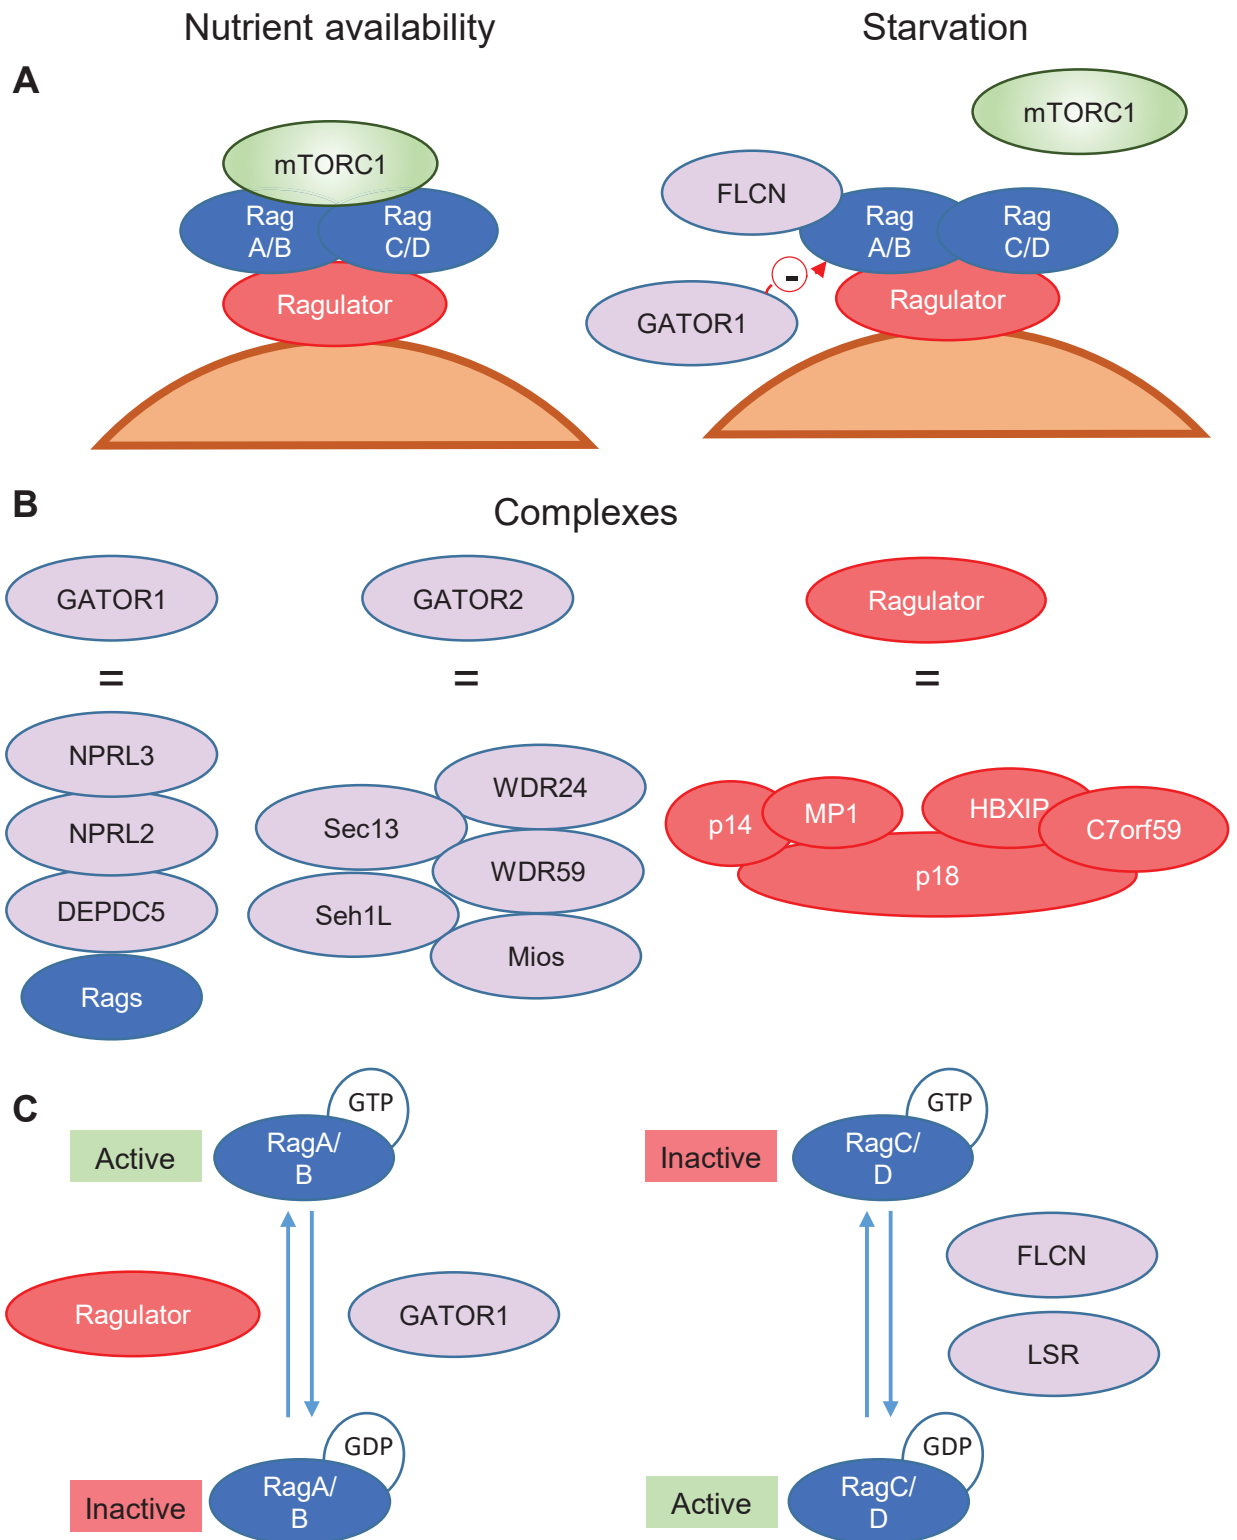 Nutrient availability
Starvation
A
mTORC1
Rag
A/B
Rag
C/D
Ragulator
mTORC1
FLCN
Rag
A/B
Rag
C/D
-
GATOR1
Ragulator
B
Complexes
GATOR1
GATOR2
Ragulator
=
=
=
NPRL3
NPRL2
DEPDC5
Rags
Sec13
Seh1L
WDR24
WDR59
Mios
p14
MP1
HBXIP
C7orf59
p18
C
GTP
Active
RagA/
B
Ragulator
GATOR1
GDP
Inactive
RagA/
B
GTP
Inactive
RagC/
D
FLCN
LSR
GDP
Active
RagC/
D